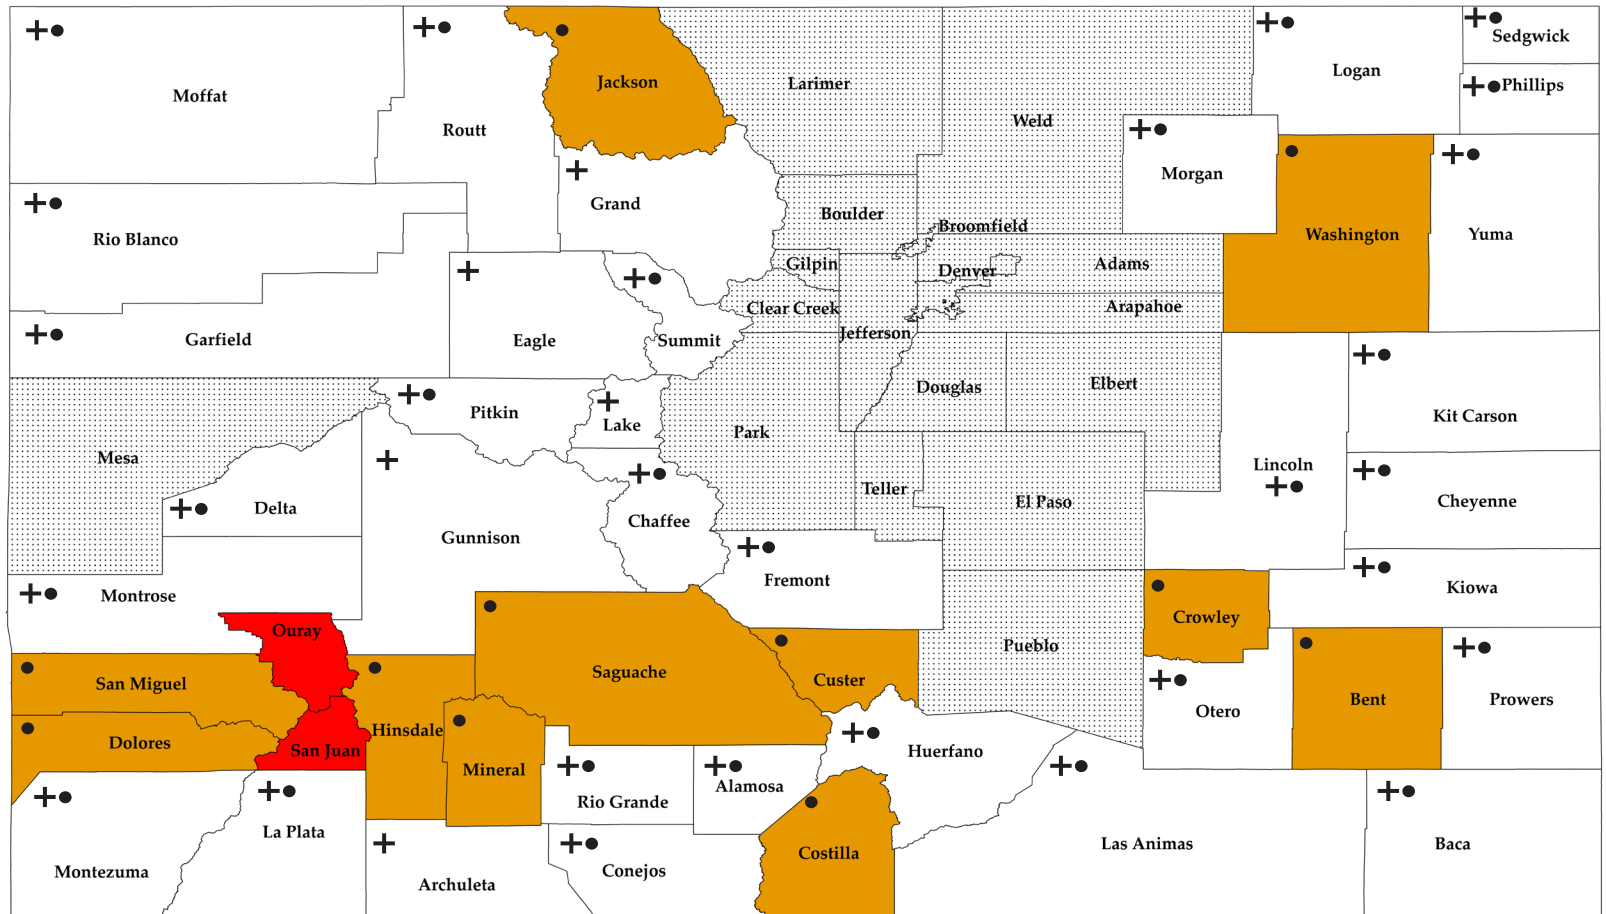 Sedgwick
Logan
Jackson
Larimer
Phillips
Moffat
Weld
Routt
Morgan
Grand
Boulder
Broomfield
Rio Blanco
Washington
Yuma
Gilpin
Denver
Adams
Clear Creek
Arapahoe
Jefferson
Garfield
Eagle
Summit
Douglas
Elbert
Pitkin
Kit Carson
Lake
Park
Mesa
Lincoln
Teller
El Paso
Cheyenne
Delta
Chaffee
Gunnison
Fremont
Kiowa
Montrose
Crowley
Ouray
Pueblo
Saguache
San Miguel
Custer
Bent
Prowers
Otero
Hinsdale
Dolores
San Juan
Huerfano
Mineral
Alamosa
Rio Grande
La Plata
Las Animas
Baca
Costilla
Montezuma
Conejos
Archuleta